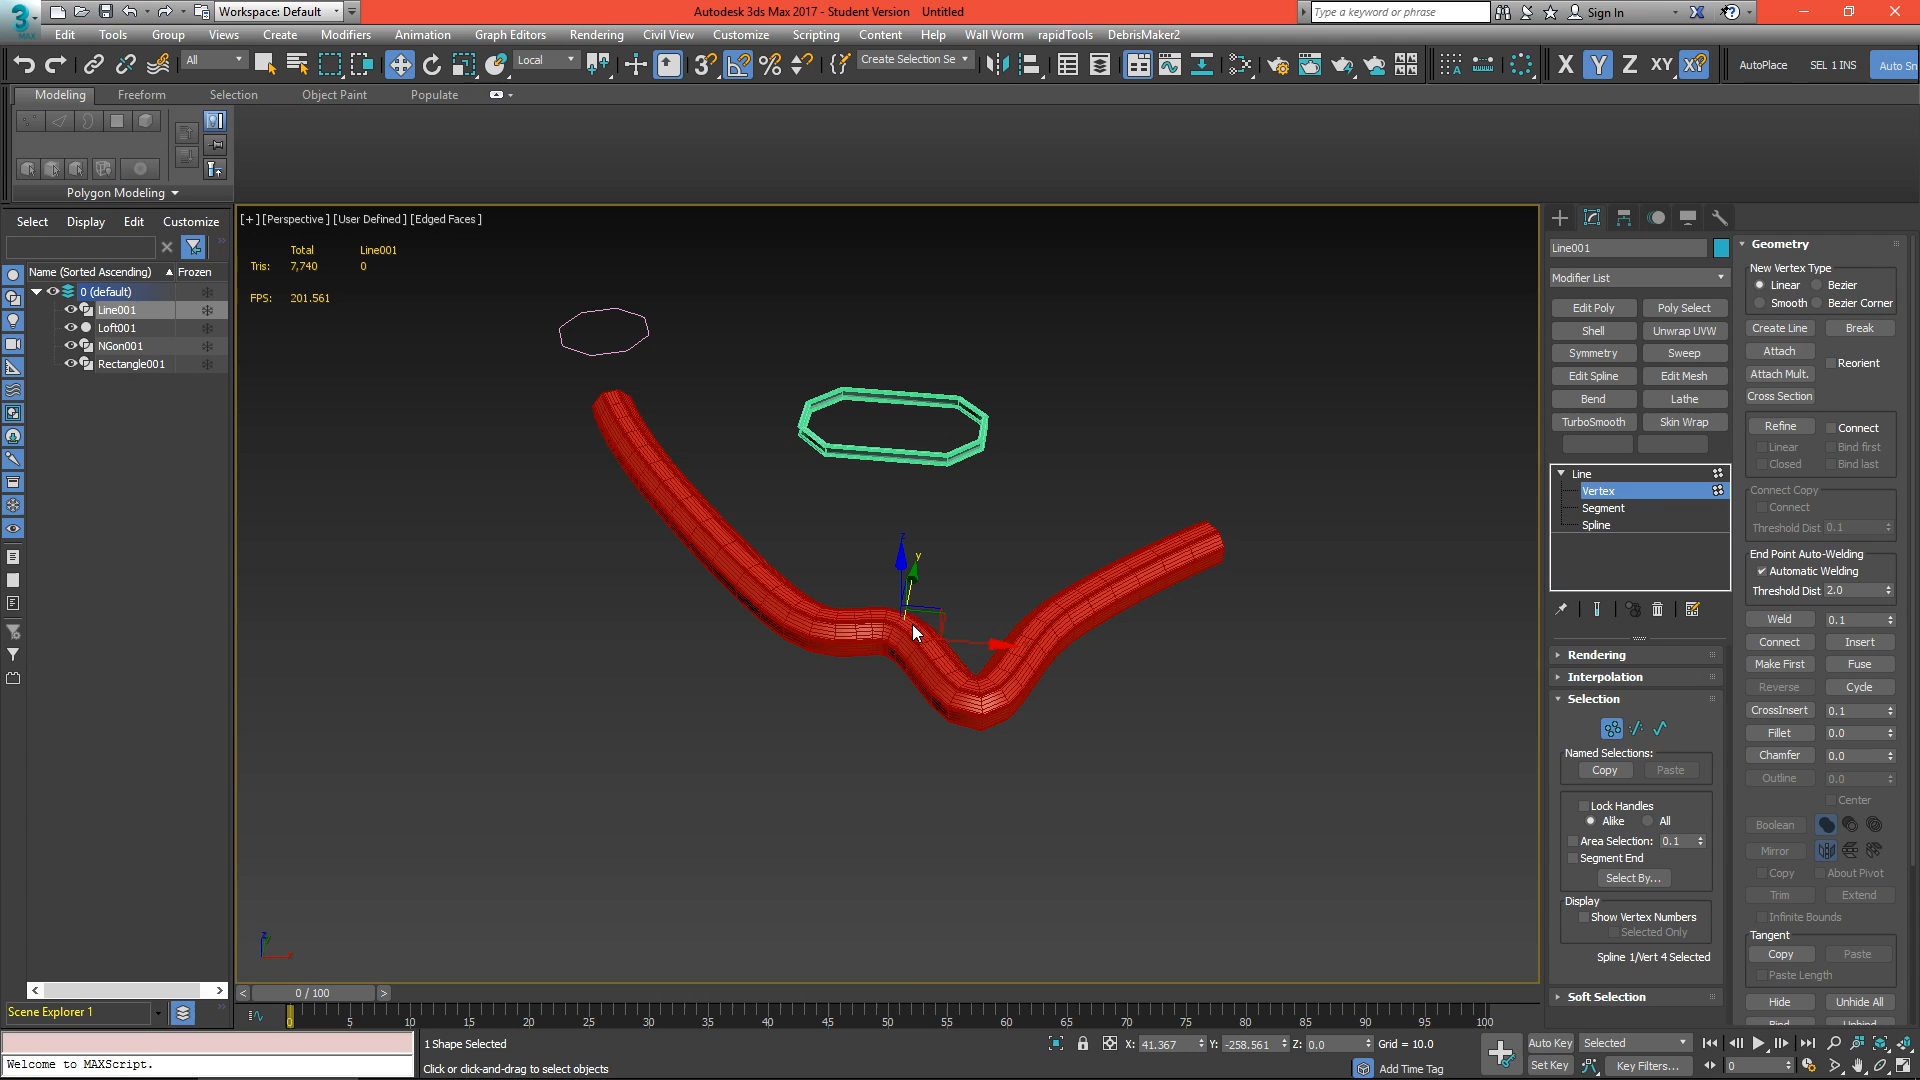 3
MAX
Workspace: Default
Autodesk 3ds Max 2017 - Student Version    Untitled
Type a keyword or phrase
Sign In
Edit Tools Group Views Create Modifiers Animation Graph Editors Rendering Civil View Customize Scripting Content Help Wall Worm rapidTools DebrisMaker2
All
Local
Create Selection Se
X Y Z XY
AutoPlace
SEL 1 INS
Auto Sn
Modeling Freeform Selection Object Paint Populate
Polygon Modeling
Select Display Edit Customize
Name (Sorted Ascending) Frozen
0 (default)
Line001
Loft001
NGon001
Rectangle001
Scene Explorer 1
Welcome to MAXScript.
[+] [Perspective ] [User Defined ] [Edged Faces ]
Total Line001
Tris: 7,740 0
FPS: 201.561
z
y
0 / 100
0 5 10 15 20 25 30 35 40 45 50 55 60 65 70 75 80 85 90 95 100
1 Shape Selected
Click or click-and-drag to select objects
X: 41.367 Y: -258.561 Z: 0.0 Grid = 10.0
Add Time Tag
Auto Key Selected
Set Key Key Filters...
0
Line001
Modifier List
Edit Poly Poly Select
Shell Unwrap UVW
Symmetry Sweep
Edit Spline Edit Mesh
Bend Lathe
TurboSmooth Skin Wrap
Line
Vertex
Segment
Spline
Rendering
Interpolation
Selection
Named Selections:
Copy Paste
Lock Handles
Alike All
Area Selection: 0.1
Segment End
Select By...
Display
Show Vertex Numbers
Selected Only
Spline 1/Vert 4 Selected
Soft Selection
Geometry
New Vertex Type
Linear Bezier
Smooth Bezier Corner
Create Line Break
Attach
Reorient
Attach Mult.
Cross Section
Refine Connect
Linear Bind first
Closed Bind last
Connect Copy
Connect
Threshold Dist 0.1
End Point Auto-Welding
Automatic Welding
Threshold Dist 2.0
Weld 0.1
Connect Insert
Make First Fuse
Reverse Cycle
CrossInsert 0.1
Fillet 0.0
Chamfer 0.0
Outline 0.0
Center
Boolean
Mirror
Copy About Pivot
Trim Extend
Infinite Bounds
Tangent
Copy Paste
Paste Length
Hide Unhide All